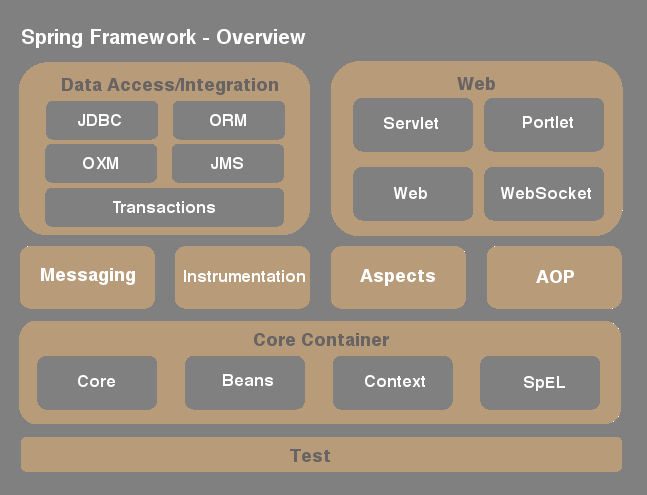 Spring Framework - Overview
Data Access/Integration
JDBC
ORM
OXM
JMS
Transactions
Web
Servlet
Portlet
Web
WebSocket
Messaging
Instrumentation
Aspects
AOP
Core Container
Core
Beans
Context
SpEL
Test